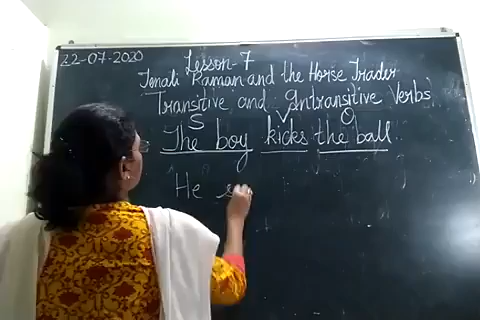 22-07-2020
Lesson-7
Tenali Raman and the Horse Trader
Transitive and Intransitive Verbs
S V O
The boy kicks the ball.
He